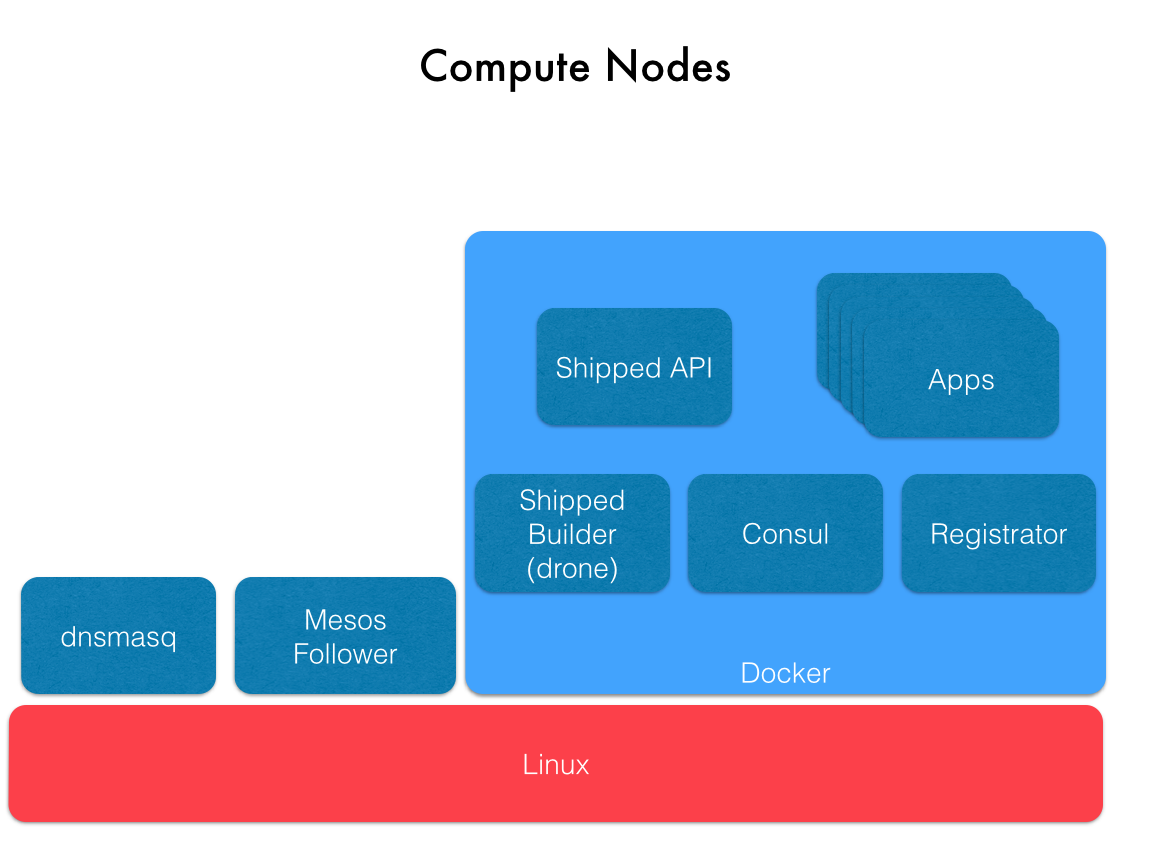 Compute Nodes
Shipped API
Apps
Shipped
Builder
(drone)
Consul
Registrator
dnsmasq
Mesos
Follower
Docker
Linux